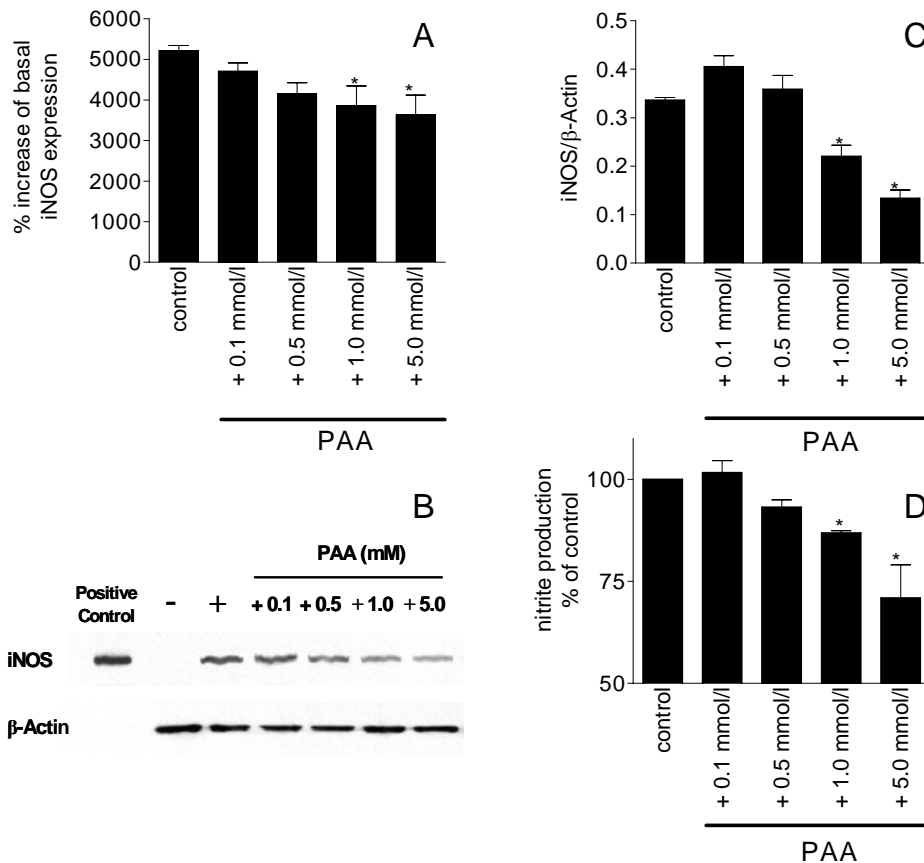 A
% increase of basal
iNOS expression
6000
5000
4000
3000
2000
1000
0
* *
control
+ 0.1 mmol/l
+ 0.5 mmol/l
+ 1.0 mmol/l
+ 5.0 mmol/l
PAA
C
iNOS/β-Actin
0.4
0.3
0.2
0.1
0.0
*
*
control
+ 0.1 mmol/l
+ 0.5 mmol/l
+ 1.0 mmol/l
+ 5.0 mmol/l
PAA
B
PAA (mM)
Positive
Control
- + + 0.1 + 0.5 + 1.0 + 5.0
iNOS
β-Actin
D
nitrite production
% of control
100
75
50
*
*
control
+ 0.1 mmol/l
+ 0.5 mmol/l
+ 1.0 mmol/l
+ 5.0 mmol/l
PAA